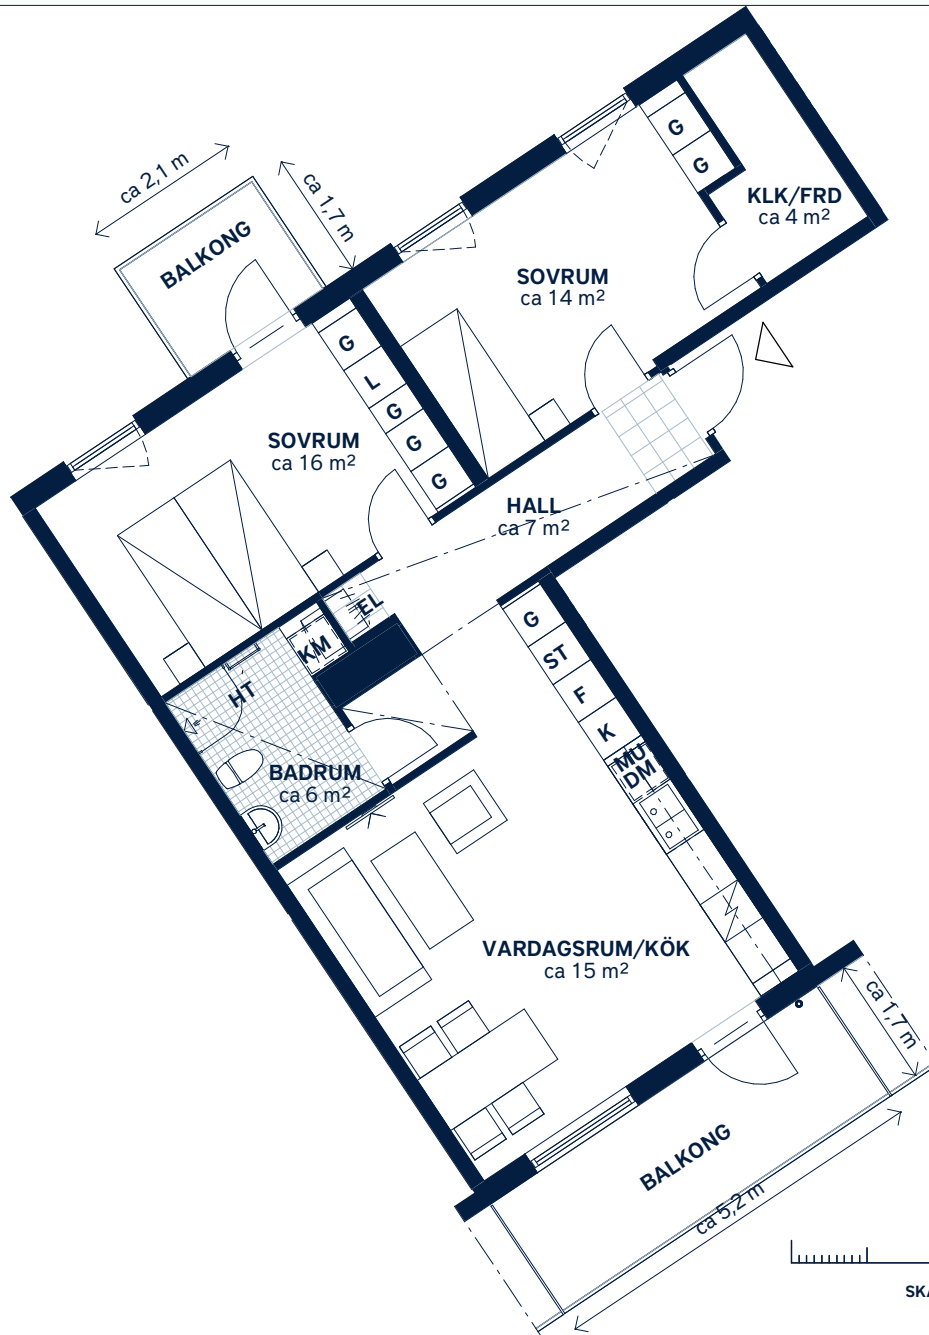 G
G
KLK/FRD
ca 4 m²
ca 2,1 m
ca 1,7 m
BALKONG
SOVRUM
ca 14 m²
G
L
G
G
G
SOVRUM
ca 16 m²
HALL
ca 7 m²
EL
KM
HT
BADRUM
ca 6 m²
G
ST
F
K
MU
DM
VARDAGSRUM/KÖK
ca 15 m²
ca 1,7 m
BALKONG
ca 5,2 m
SKA